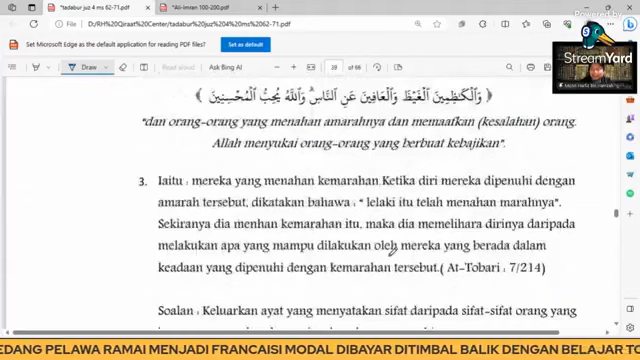 "tadabur juz 4 ms 62-71.pdf"
*Ali-Imran 100-200.pdf"
File
D:/RH%20Qiraat%20Center/tadabur%20juz%204%20ms%2062-71.pdf
Powered by
StreamYard
Set Microsoft Edge as the default application for reading PDF files?
Set as default
Draw
Ask Bing AI
of 66
﴿ وَالْكَاظِمِينَ الْغَيْظَ وَالْعَافِينَ عَنِ النَّاسِ ۗ وَاللَّهُ يُحِبُّ الْمُحْسِنِينَ ﴾
"dan orang-orang yang menahan amarahnya dan memaafkan (kesalahan) orang.
Allah menyukai orang-orang yang berbuat kebajikan".
3. Iaitu : mereka yang menahan kemarahan.Ketika diri mereka dipenuhi dengan
amarah tersebut, dikatakan bahawa : " lelaki itu telah menahan marahnya".
Sekiranya dia menhan kemarahan itu, maka dia memelihara dirinya daripada
melakukan apa yang mampu dilakukan oleh mereka yang berada dalam
keadaan yang dipenuhi dengan kemarahan tersebut.( At-Tobari : 7/214)
Soalan : Keluarkan ayat yang menyatakan sifat daripada sifat-sifat orang yang
EDANG PELAWA RAMAI MENJADI FRANCAISI MODAL DIBAYAR DITIMBAL BALIK DENGAN BELAJAR TO